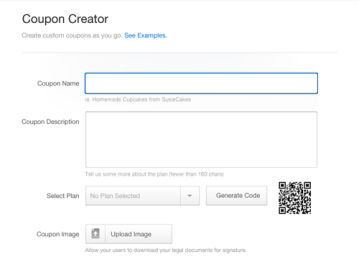 Coupon Creator
Create custom coupons as you go. See Examples.
Coupon Name
ie. Homemade Cupcakes from SusieCakes
Coupon Description
Tell us some more about the plan (fewer than 160 chars)
Select Plan
No Plan Selected
Generate Code
Coupon Image
Upload Image
Allow your users to download your legal documents for signature.